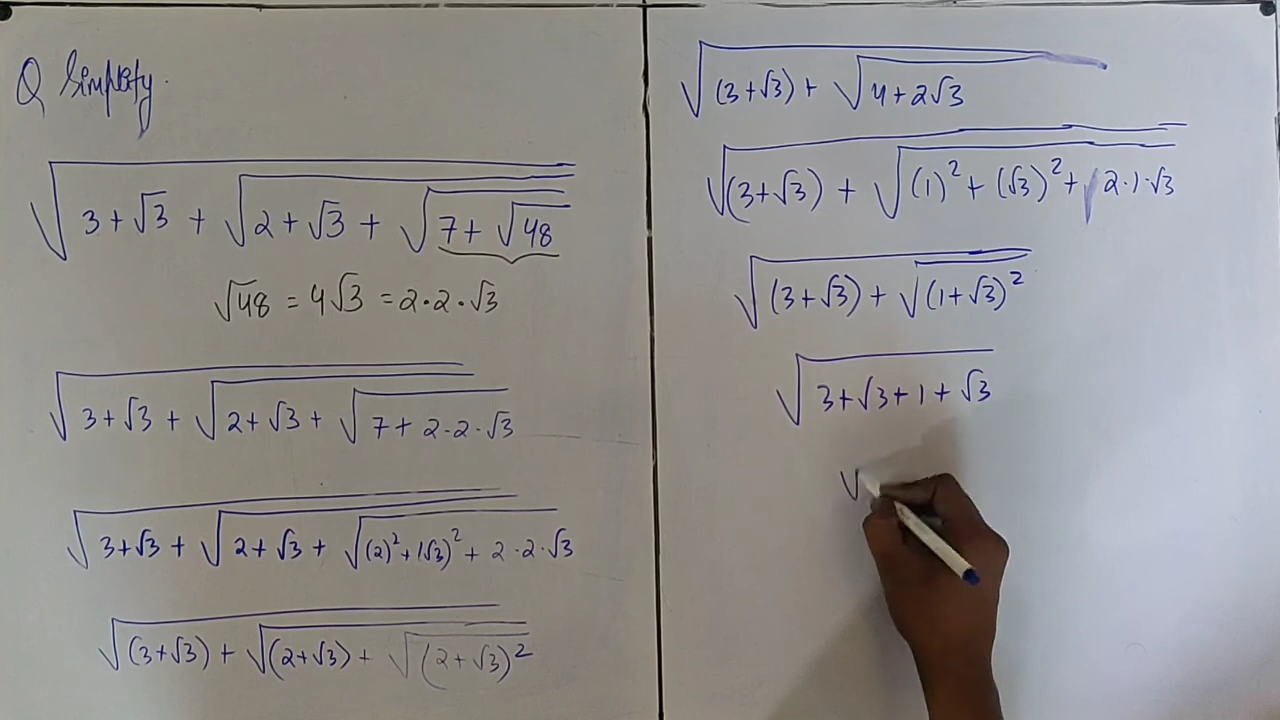 Q Simplify.
√(3+√3 + √(2+√3 + √(7+√48)))
√48 = 4√3 = 2·2·√3
√(3+√3 + √(2+√3 + √(7+2·2·√3)))
√(3+√3 + √(2+√3 + √((2)²+(√3)²+2·2·√3)))
√((3+√3) + √((2+√3) + √((2+√3)²)))
√((3+√3) + √(4+2√3))
√((3+√3) + √((1)²+(√3)²+2·1·√3))
√((3+√3) + √((1+√3)²))
√(3+√3+1+√3)
√